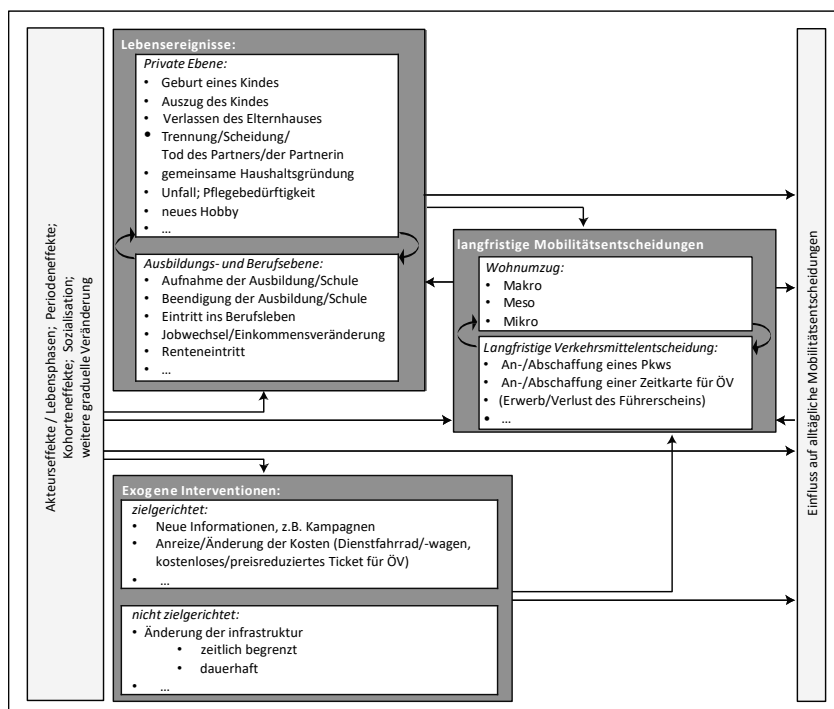 Akteurseffekte / Lebensphasen; Periodeneffekte;
Kohorteneffekte; Sozialisation;
weitere graduelle Veränderung
Lebensereignisse:
Private Ebene:
• Geburt eines Kindes
• Auszug des Kindes
• Verlassen des Elternhauses
• Trennung/Scheidung/
Tod des Partners/der Partnerin
• gemeinsame Haushaltsgründung
• Unfall; Pflegebedürftigkeit
• neues Hobby
• ...
Ausbildungs- und Berufsebene:
• Aufnahme der Ausbildung/Schule
• Beendigung der Ausbildung/Schule
• Eintritt ins Berufsleben
• Jobwechsel/Einkommensveränderung
• Renteneintritt
• ...
langfristige Mobilitätsentscheidungen
Wohnumzug:
• Makro
• Meso
• Mikro
Langfristige Verkehrsmittelentscheidung:
• An-/Abschaffung eines Pkws
• An-/Abschaffung einer Zeitkarte für ÖV
• (Erwerb/Verlust des Führerscheins)
• ...
Exogene Interventionen:
zielgerichtet:
• Neue Informationen, z.B. Kampagnen
• Anreize/Änderung der Kosten (Dienstfahrrad/-wagen,
kostenloses/preisreduziertes Ticket für ÖV)
• ...
nicht zielgerichtet:
• Änderung der infrastruktur
• zeitlich begrenzt
• dauerhaft
• ...
Einfluss auf alltägliche Mobilitätsentscheidungen